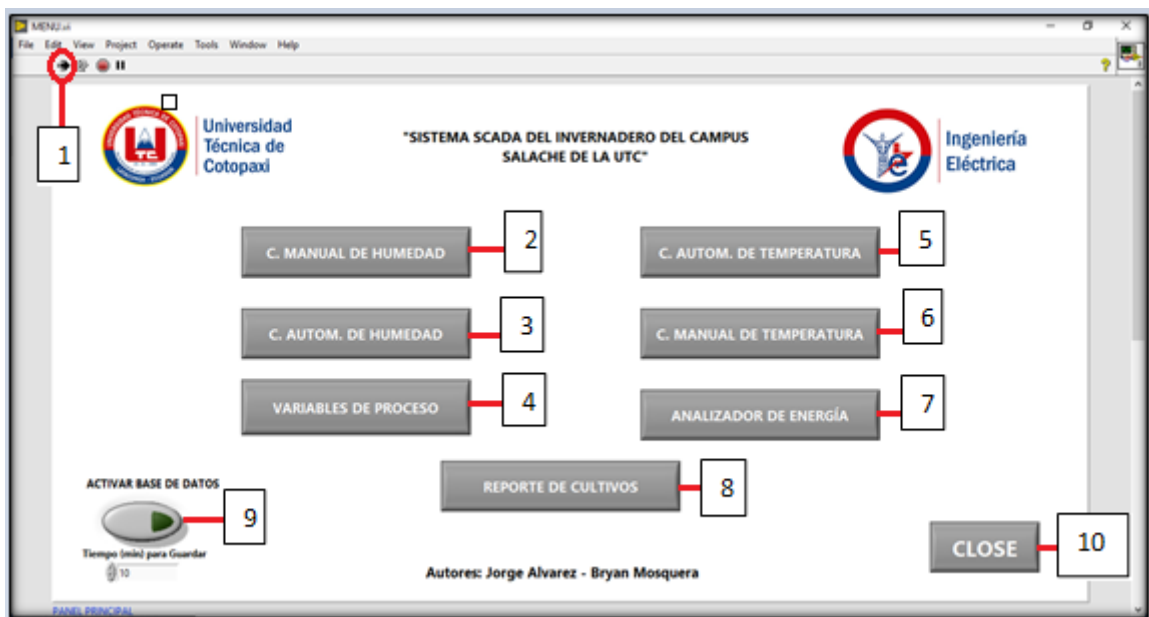 MENU.vi
File Edit View Project Operate Tools Window Help
1
Universidad
Técnica de
Cotopaxi
"SISTEMA SCADA DEL INVERNADERO DEL CAMPUS
SALACHE DE LA UTC"
Ingeniería
Eléctrica
C. MANUAL DE HUMEDAD
2
C. AUTOM. DE TEMPERATURA
5
C. AUTOM. DE HUMEDAD
3
C. MANUAL DE TEMPERATURA
6
VARIABLES DE PROCESO
4
ANALIZADOR DE ENERGÍA
7
REPORTE DE CULTIVOS
8
ACTIVAR BASE DE DATOS
9
Tiempo (min) para Guardar
10
CLOSE
10
Autores: Jorge Alvarez - Bryan Mosquera
PANEL PRINCIPAL